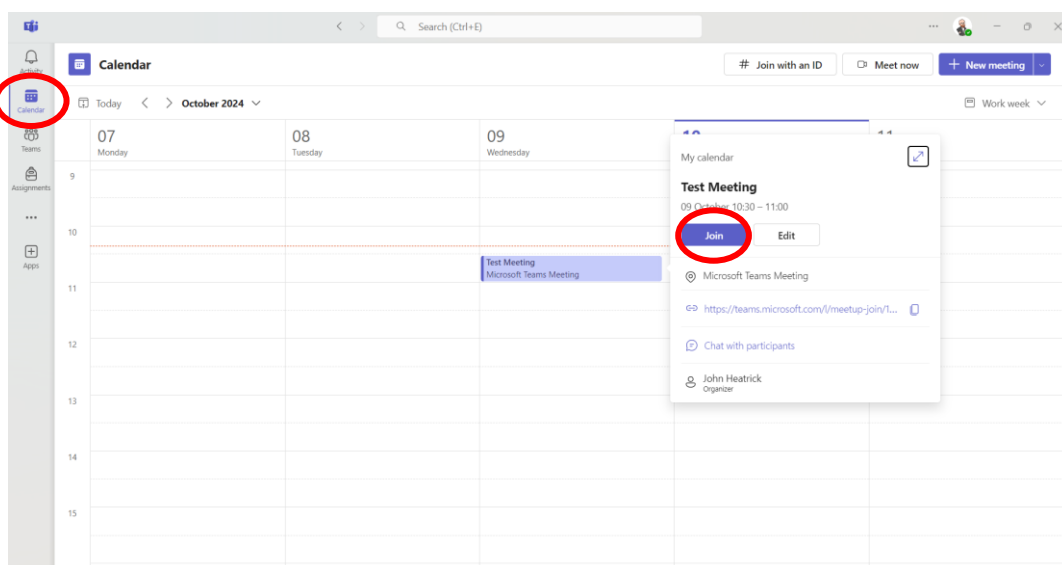 Search (Ctrl+E)
Activity
Calendar
Teams
Assignments
Apps
Calendar
# Join with an ID
Meet now
New meeting
Today
October 2024
Work week
07
Monday
08
Tuesday
09
Wednesday
10
11
9
10
11
12
13
14
15
Test Meeting
Microsoft Teams Meeting
My calendar
Test Meeting
09 October 10:30 – 11:00
Join
Edit
Microsoft Teams Meeting
https://teams.microsoft.com/l/meetup-join/1...
Chat with participants
John Heatrick
Organizer